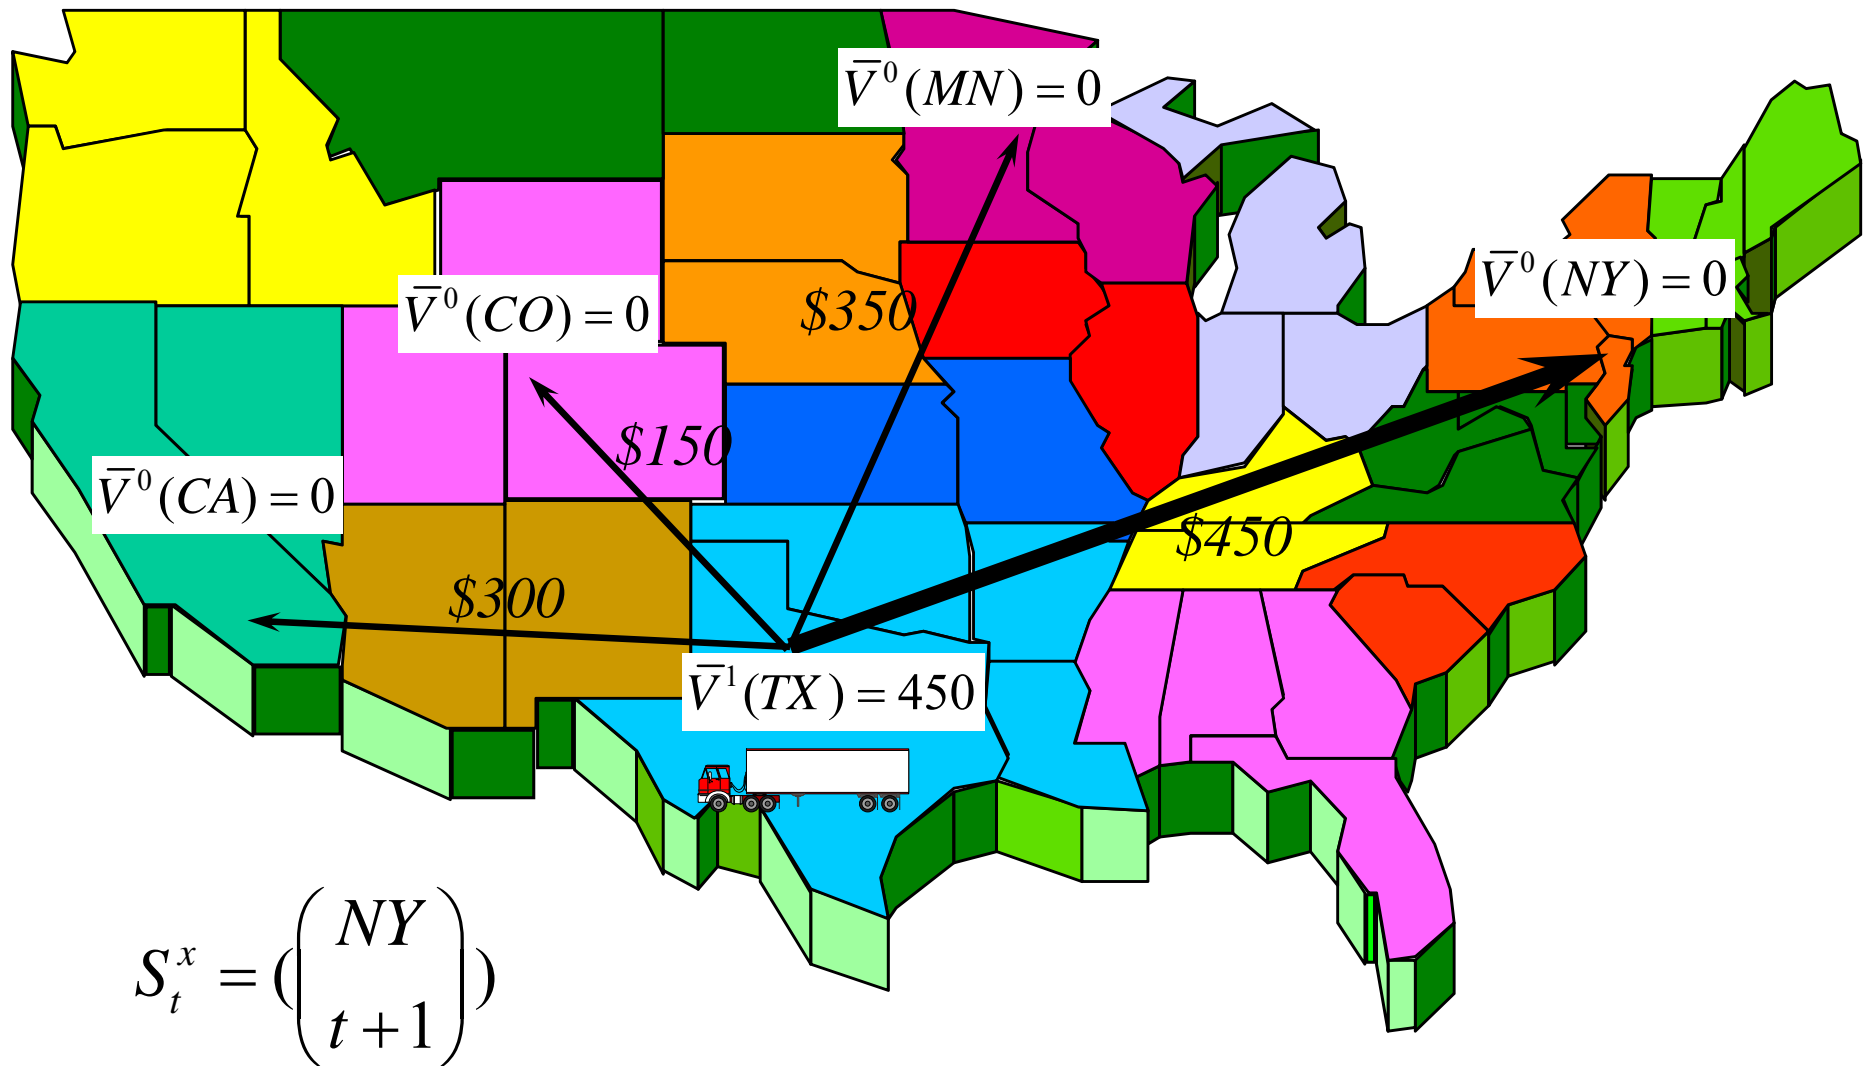 V̅⁰(MN) = 0
V̅⁰(NY) = 0
V̅⁰(CO) = 0
$350
$150
V̅⁰(CA) = 0
$450
$300
V̅¹(TX) = 450
Sₜˣ = ((NY
t + 1))